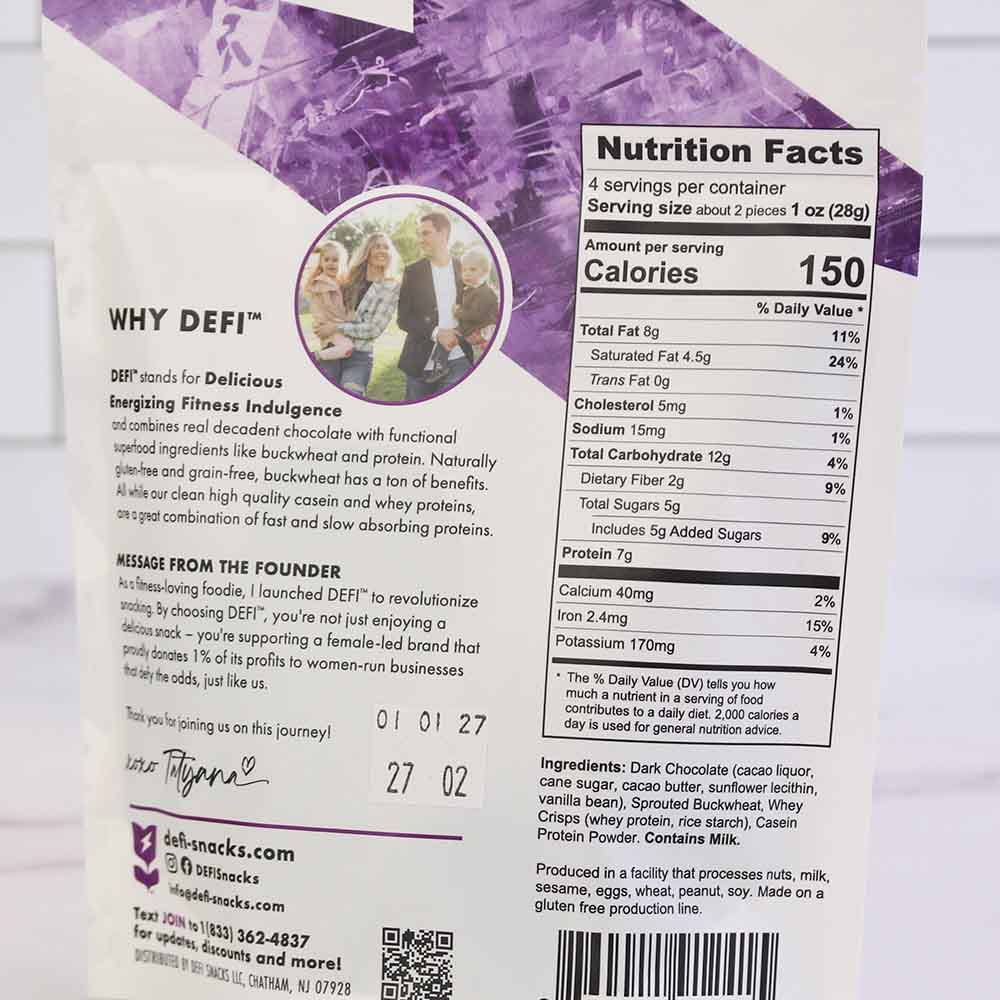 WHY DEFI™
DEFI™ stands for Delicious
Energizing Fitness Indulgence
and combines real decadent chocolate with functional
superfood ingredients like buckwheat and protein. Naturally
gluten-free and grain-free, buckwheat has a ton of benefits.
All while our clean high quality casein and whey proteins,
are a great combination of fast and slow absorbing proteins.
MESSAGE FROM THE FOUNDER
As a fitness-loving foodie, I launched DEFI™ to revolutionize
snacking. By choosing DEFI™, you're not just enjoying a
delicious snack – you're supporting a female-led brand that
proudly donates 1% of its profits to women-run businesses
that defy the odds, just like us.
Thank you for joining us on this journey!
xoxo Tatyana
01 01 27
27 02
defi-snacks.com
DEFISnacks
info@defi-snacks.com
Text JOIN to 1(833) 362-4837
for updates, discounts and more!
DISTRIBUTED BY DEFI SNACKS LLC, CHATHAM, NJ 07928
Nutrition Facts
4 servings per container
Serving size about 2 pieces 1 oz (28g)
Amount per serving
Calories 150
% Daily Value *
Total Fat 8g 11%
Saturated Fat 4.5g 24%
Trans Fat 0g
Cholesterol 5mg 1%
Sodium 15mg 1%
Total Carbohydrate 12g 4%
Dietary Fiber 2g 9%
Total Sugars 5g
Includes 5g Added Sugars 9%
Protein 7g
Calcium 40mg 2%
Iron 2.4mg 15%
Potassium 170mg 4%
* The % Daily Value (DV) tells you how
much a nutrient in a serving of food
contributes to a daily diet. 2,000 calories a
day is used for general nutrition advice.
Ingredients: Dark Chocolate (cacao liquor,
cane sugar, cacao butter, sunflower lecithin,
vanilla bean), Sprouted Buckwheat, Whey
Crisps (whey protein, rice starch), Casein
Protein Powder. Contains Milk.
Produced in a facility that processes nuts, milk,
sesame, eggs, wheat, peanut, soy. Made on a
gluten free production line.